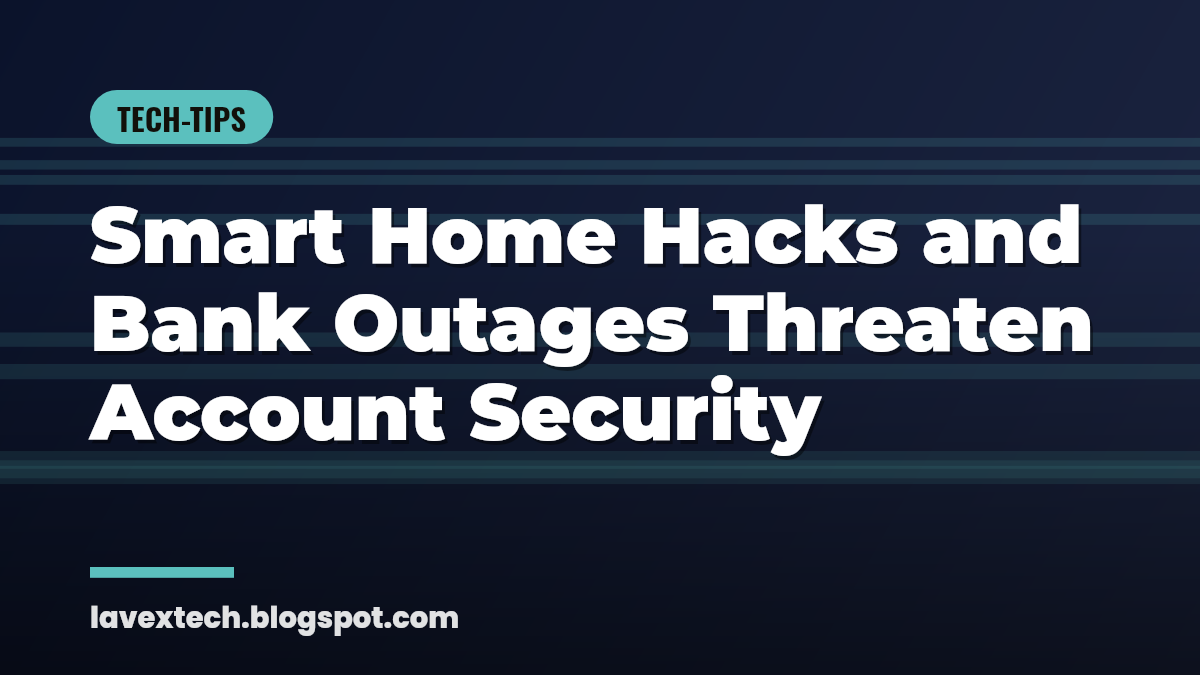 TECH-TIPS
Smart Home Hacks and
Bank Outages Threaten
Account Security
lavextech.blogspot.com